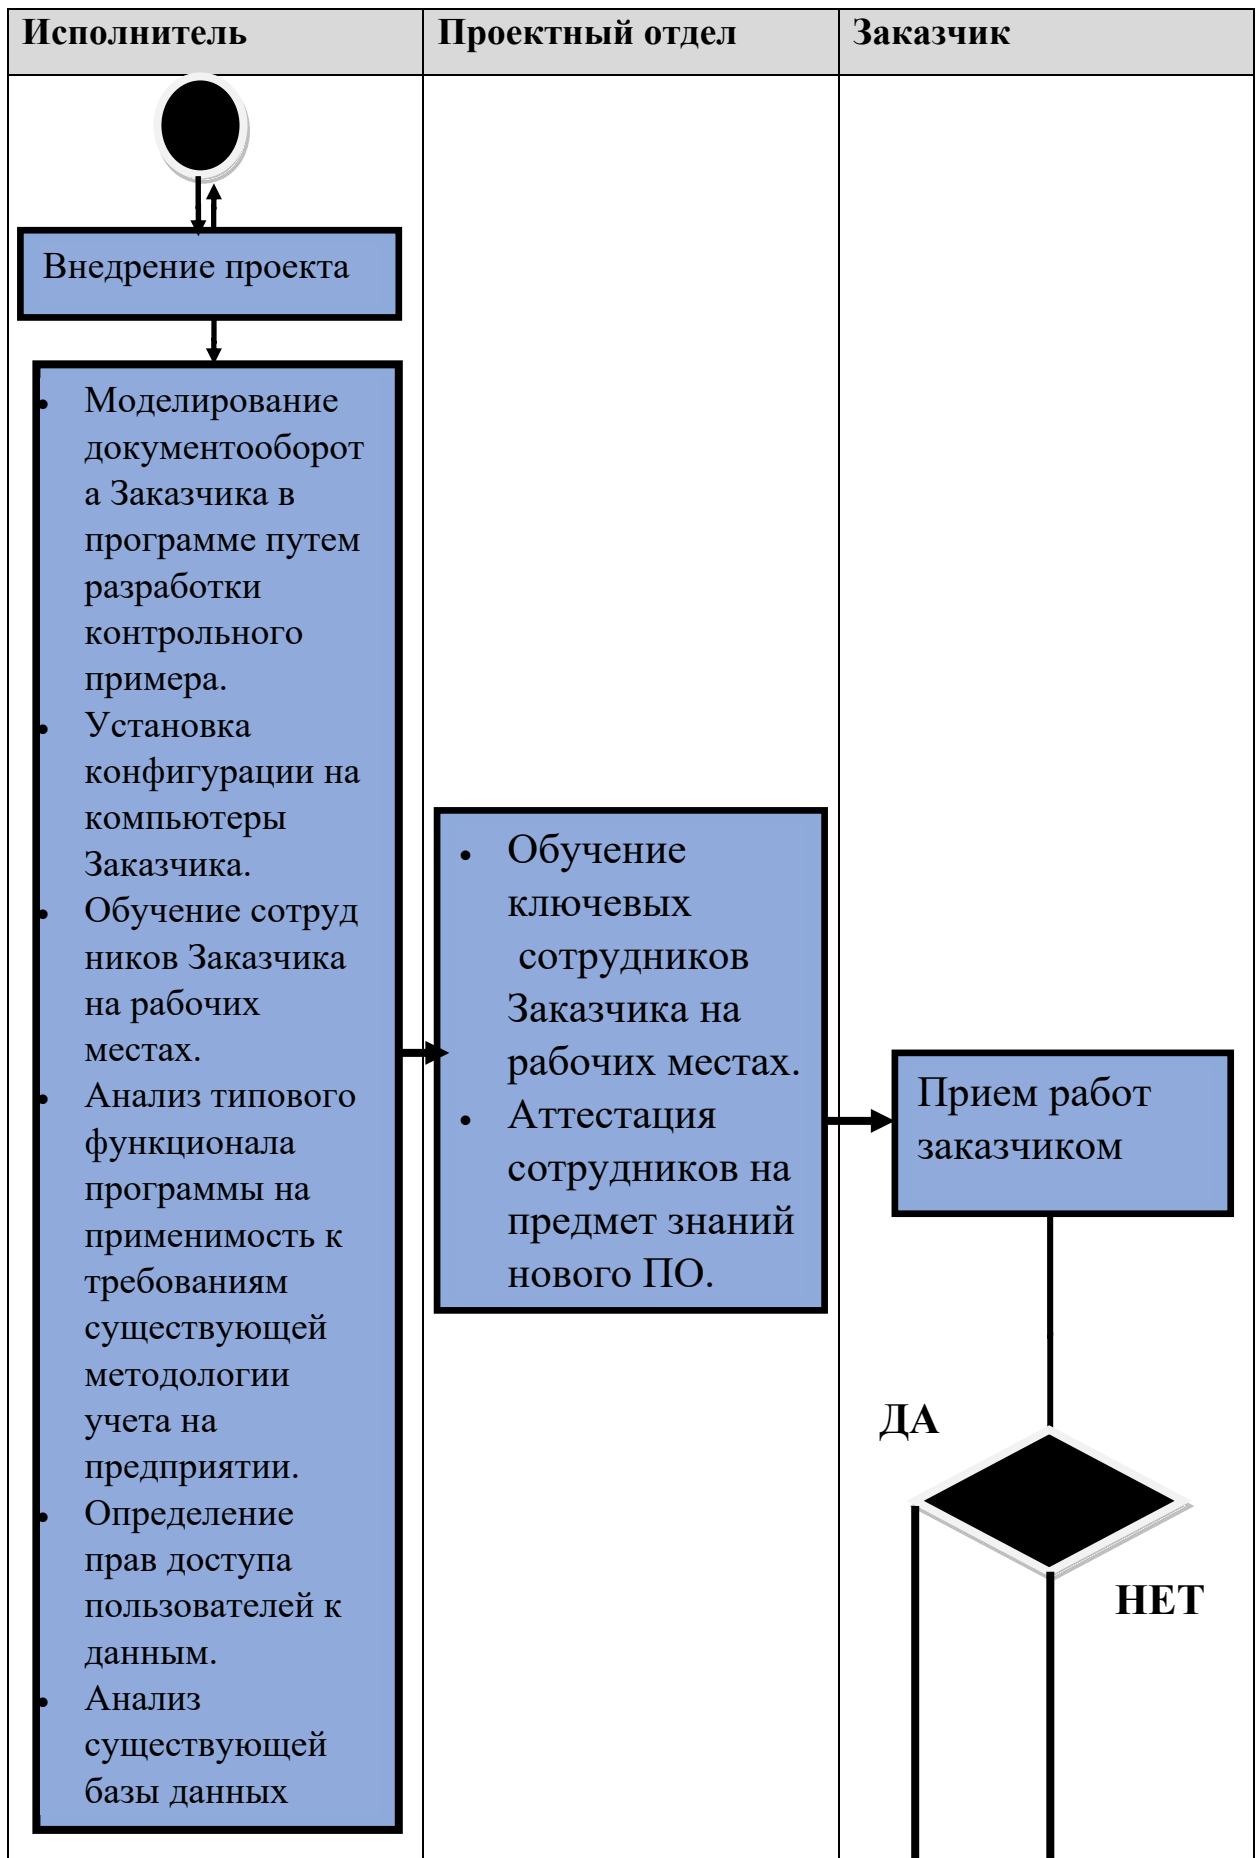 Исполнитель
Проектный отдел
Заказчик
Внедрение проекта
• Моделирование
документооборот
а Заказчика в
программе путем
разработки
контрольного
примера.
• Установка
конфигурации на
компьютеры
Заказчика.
• Обучение сотруд
ников Заказчика
на рабочих
местах.
• Анализ типового
функционала
программы на
применимость к
требованиям
существующей
методологии
учета на
предприятии.
• Определение
прав доступа
пользователей к
данным.
• Анализ
существующей
базы данных
• Обучение
ключевых
сотрудников
Заказчика на
рабочих местах.
• Аттестация
сотрудников на
предмет знаний
нового ПО.
Прием работ
заказчиком
ДА
НЕТ